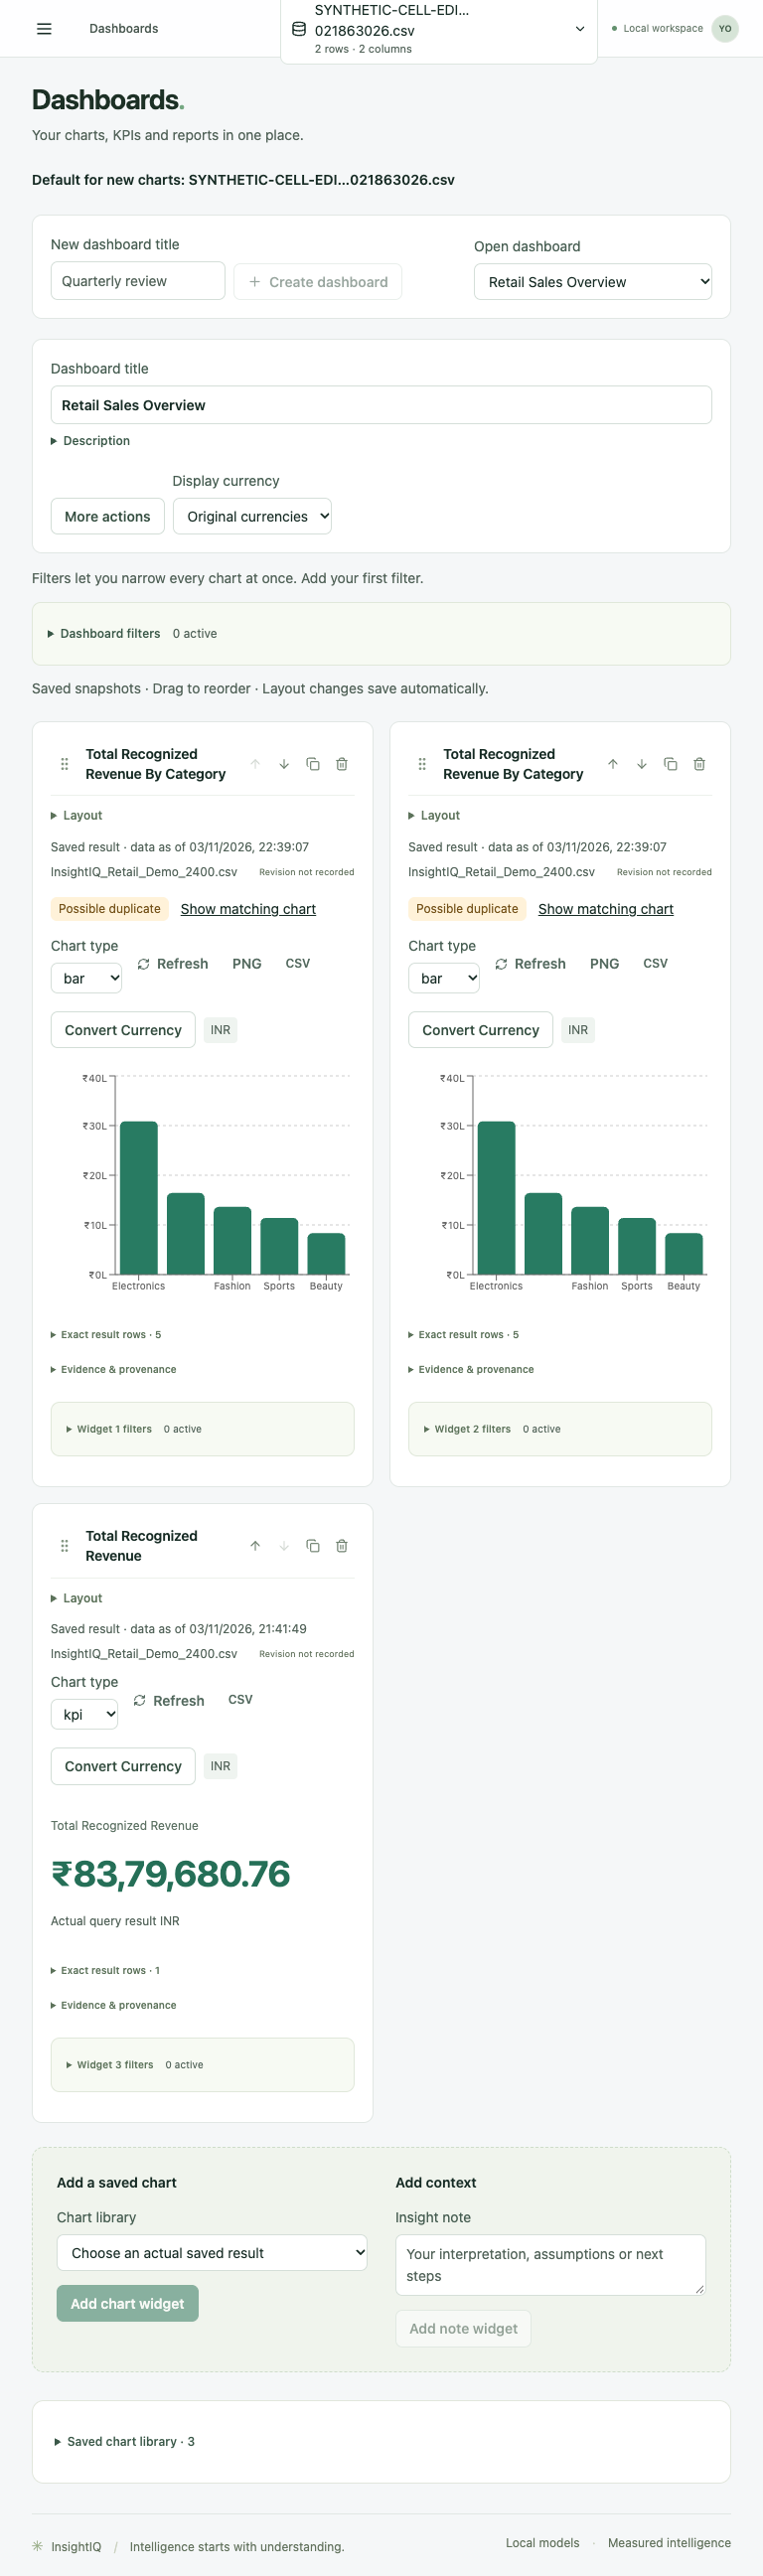 Dashboards
SYNTHETIC-CELL-EDI...
021863026.csv
2 rows · 2 columns
Local workspace
YO
Dashboards.
Your charts, KPIs and reports in one place.
Default for new charts: SYNTHETIC-CELL-EDI...021863026.csv
New dashboard title
Quarterly review
Create dashboard
Open dashboard
Retail Sales Overview
Dashboard title
Retail Sales Overview
Description
More actions
Display currency
Original currencies
Filters let you narrow every chart at once. Add your first filter.
Dashboard filters 0 active
Saved snapshots · Drag to reorder · Layout changes save automatically.
Total Recognized
Revenue By Category
Layout
Saved result · data as of 03/11/2026, 22:39:07
InsightIQ_Retail_Demo_2400.csv Revision not recorded
Possible duplicate Show matching chart
Chart type
bar Refresh PNG CSV
Convert Currency INR
₹40L
₹30L
₹20L
₹10L
₹0L
Electronics Fashion Sports Beauty
Exact result rows · 5
Evidence & provenance
Widget 1 filters 0 active
Total Recognized
Revenue By Category
Layout
Saved result · data as of 03/11/2026, 22:39:07
InsightIQ_Retail_Demo_2400.csv Revision not recorded
Possible duplicate Show matching chart
Chart type
bar Refresh PNG CSV
Convert Currency INR
₹40L
₹30L
₹20L
₹10L
₹0L
Electronics Fashion Sports Beauty
Exact result rows · 5
Evidence & provenance
Widget 2 filters 0 active
Total Recognized
Revenue
Layout
Saved result · data as of 03/11/2026, 21:41:49
InsightIQ_Retail_Demo_2400.csv Revision not recorded
Chart type
kpi Refresh CSV
Convert Currency INR
Total Recognized Revenue
₹83,79,680.76
Actual query result INR
Exact result rows · 1
Evidence & provenance
Widget 3 filters 0 active
Add a saved chart
Chart library
Choose an actual saved result
Add chart widget
Add context
Insight note
Your interpretation, assumptions or next
steps
Add note widget
Saved chart library · 3
InsightIQ / Intelligence starts with understanding.
Local models · Measured intelligence